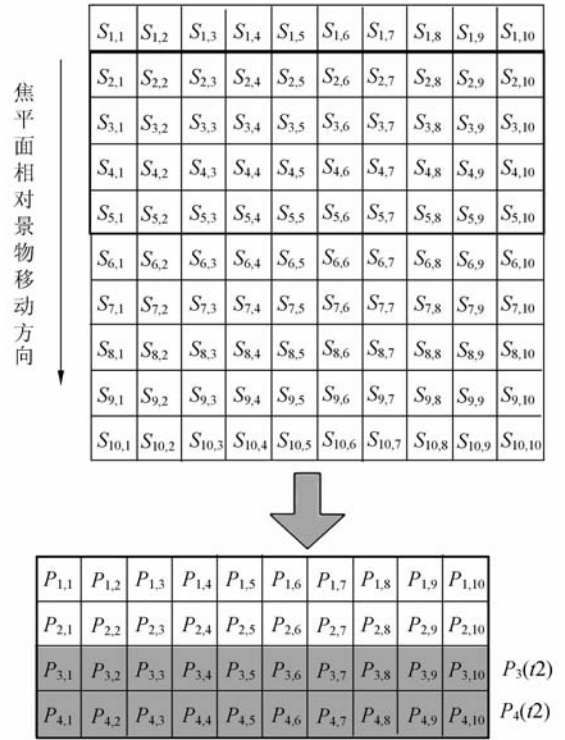 S1,1 S1,2 S1,3 S1,4 S1,5 S1,6 S1,7 S1,8 S1,9 S1,10
S2,1 S2,2 S2,3 S2,4 S2,5 S2,6 S2,7 S2,8 S2,9 S2,10
S3,1 S3,2 S3,3 S3,4 S3,5 S3,6 S3,7 S3,8 S3,9 S3,10
S4,1 S4,2 S4,3 S4,4 S4,5 S4,6 S4,7 S4,8 S4,9 S4,10
S5,1 S5,2 S5,3 S5,4 S5,5 S5,6 S5,7 S5,8 S5,9 S5,10
S6,1 S6,2 S6,3 S6,4 S6,5 S6,6 S6,7 S6,8 S6,9 S6,10
S7,1 S7,2 S7,3 S7,4 S7,5 S7,6 S7,7 S7,8 S7,9 S7,10
S8,1 S8,2 S8,3 S8,4 S8,5 S8,6 S8,7 S8,8 S8,9 S8,10
S9,1 S9,2 S9,3 S9,4 S9,5 S9,6 S9,7 S9,8 S9,9 S9,10
S10,1 S10,2 S10,3 S10,4 S10,5 S10,6 S10,7 S10,8 S10,9 S10,10
焦平面相对景物移动方向
P1,1 P1,2 P1,3 P1,4 P1,5 P1,6 P1,7 P1,8 P1,9 P1,10
P2,1 P2,2 P2,3 P2,4 P2,5 P2,6 P2,7 P2,8 P2,9 P2,10
P3,1 P3,2 P3,3 P3,4 P3,5 P3,6 P3,7 P3,8 P3,9 P3,10 P3(t2)
P4,1 P4,2 P4,3 P4,4 P4,5 P4,6 P4,7 P4,8 P4,9 P4,10 P4(t2)